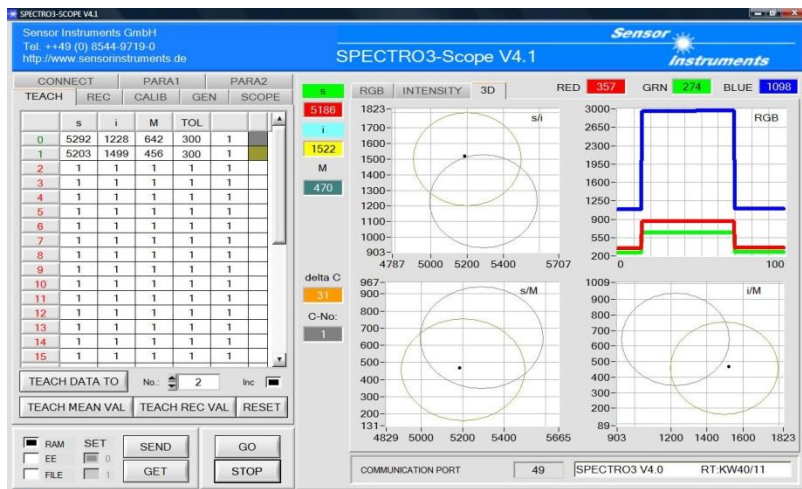 SPECTRO3-SCOPE V4.1
Sensor Instruments GmbH
Tel. ++49 (0) 8544-9719-0
http://www.sensorinstruments.de
SPECTRO3-Scope V4.1
Sensor
Instruments
CONNECT PARA1 PARA2
TEACH REC CALIB GEN SCOPE
s i M TOL
0 5292 1228 642 300 1
1 5203 1499 456 300 1
2 1 1 1 1 1
3 1 1 1 1 1
4 1 1 1 1 1
5 1 1 1 1 1
6 1 1 1 1 1
7 1 1 1 1 1
8 1 1 1 1 1
9 1 1 1 1 1
10 1 1 1 1 1
11 1 1 1 1 1
12 1 1 1 1 1
13 1 1 1 1 1
14 1 1 1 1 1
15 1 1 1 1 1
TEACH DATA TO No.: 2 Inc
TEACH MEAN VAL TEACH REC VAL RESET
RAM SET SEND GO
EE 0
FILE 1 GET STOP
s
5186
i
1522
M
470
delta C
31
C-No:
1
RGB INTENSITY 3D RED 357 GRN 274 BLUE 1098
s/i
1823-
1700-
1600-
1500-
1400-
1300-
1200-
1100-
1000-
903-
4787 5000 5200 5400 5707
RGB
3000-
2650-
2300-
1950-
1600-
1250-
900-
550-
200-
0 100
s/M
967-
900-
800-
700-
600-
500-
400-
300-
200-
131-
4829 5000 5200 5400 5665
i/M
1009-
900-
800-
700-
600-
500-
400-
300-
200-
89-
903 1200 1400 1600 1823
COMMUNICATION PORT 49 SPECTRO3 V4.0 RT:KW40/11